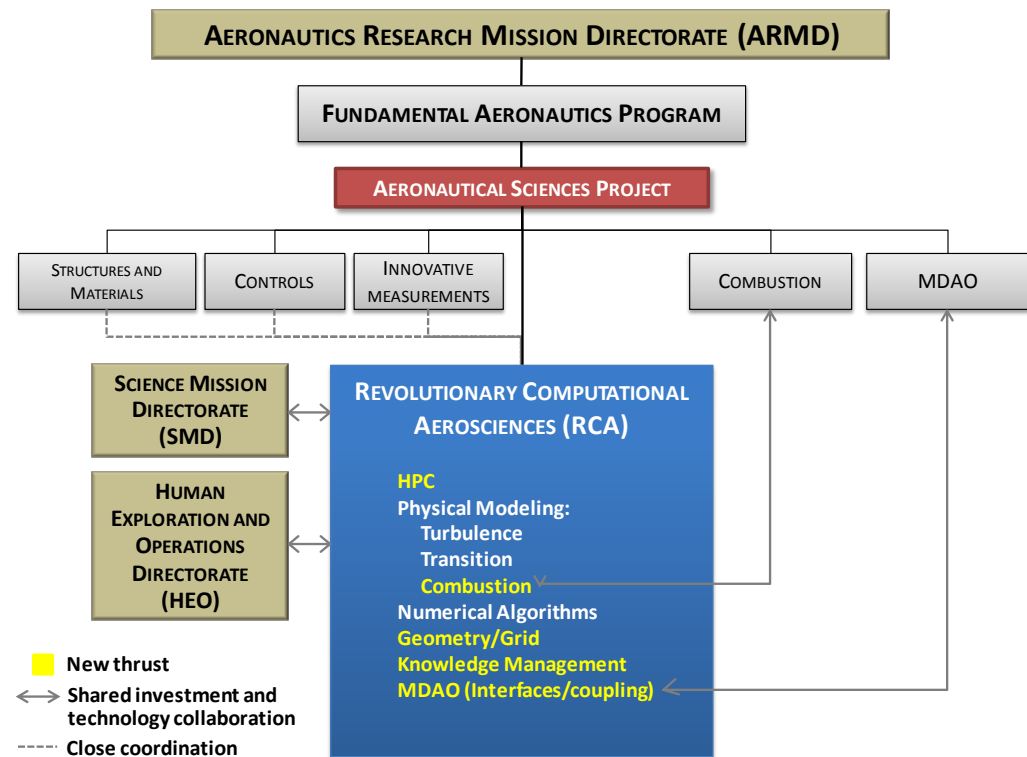 AERONAUTICS RESEARCH MISSION DIRECTORATE (ARMD)
FUNDAMENTAL AERONAUTICS PROGRAM
AERONAUTICAL SCIENCES PROJECT
STRUCTURES AND
MATERIALS
CONTROLS
INNOVATIVE
MEASUREMENTS
COMBUSTION
MDAO
SCIENCE MISSION
DIRECTORATE
(SMD)
HUMAN
EXPLORATION AND
OPERATIONS
DIRECTORATE
(HEO)
REVOLUTIONARY COMPUTATIONAL
AEROSCIENCES (RCA)
HPC
Physical Modeling:
Turbulence
Transition
Combustion
Numerical Algorithms
Geometry/Grid
Knowledge Management
MDAO (Interfaces/coupling)
New thrust
Shared investment and
technology collaboration
Close coordination